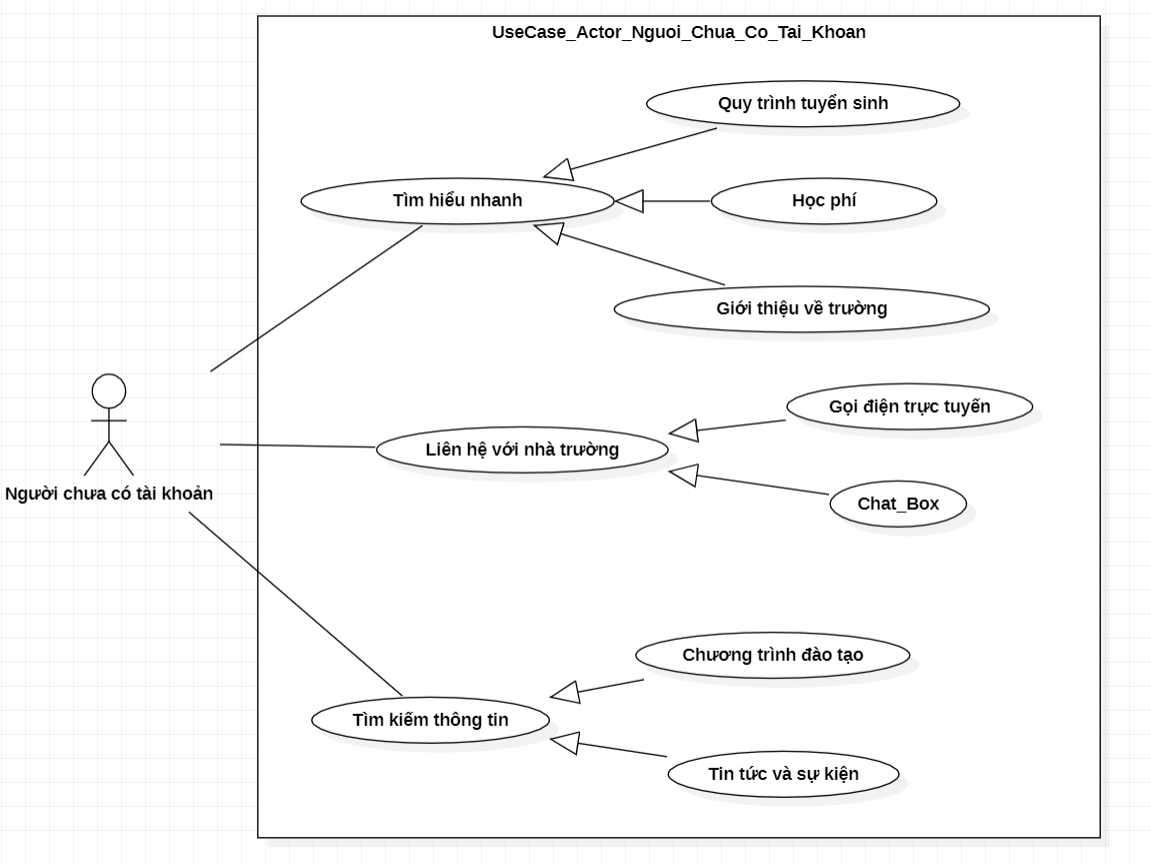 UseCase_Actor_Nguoi_Chua_Co_Tai_Khoan
Quy trình tuyển sinh
Tìm hiểu nhanh
Học phí
Giới thiệu về trường
Gọi điện trực tuyến
Liên hệ với nhà trường
Người chưa có tài khoản
Chat_Box
Chương trình đào tạo
Tìm kiếm thông tin
Tin tức và sự kiện